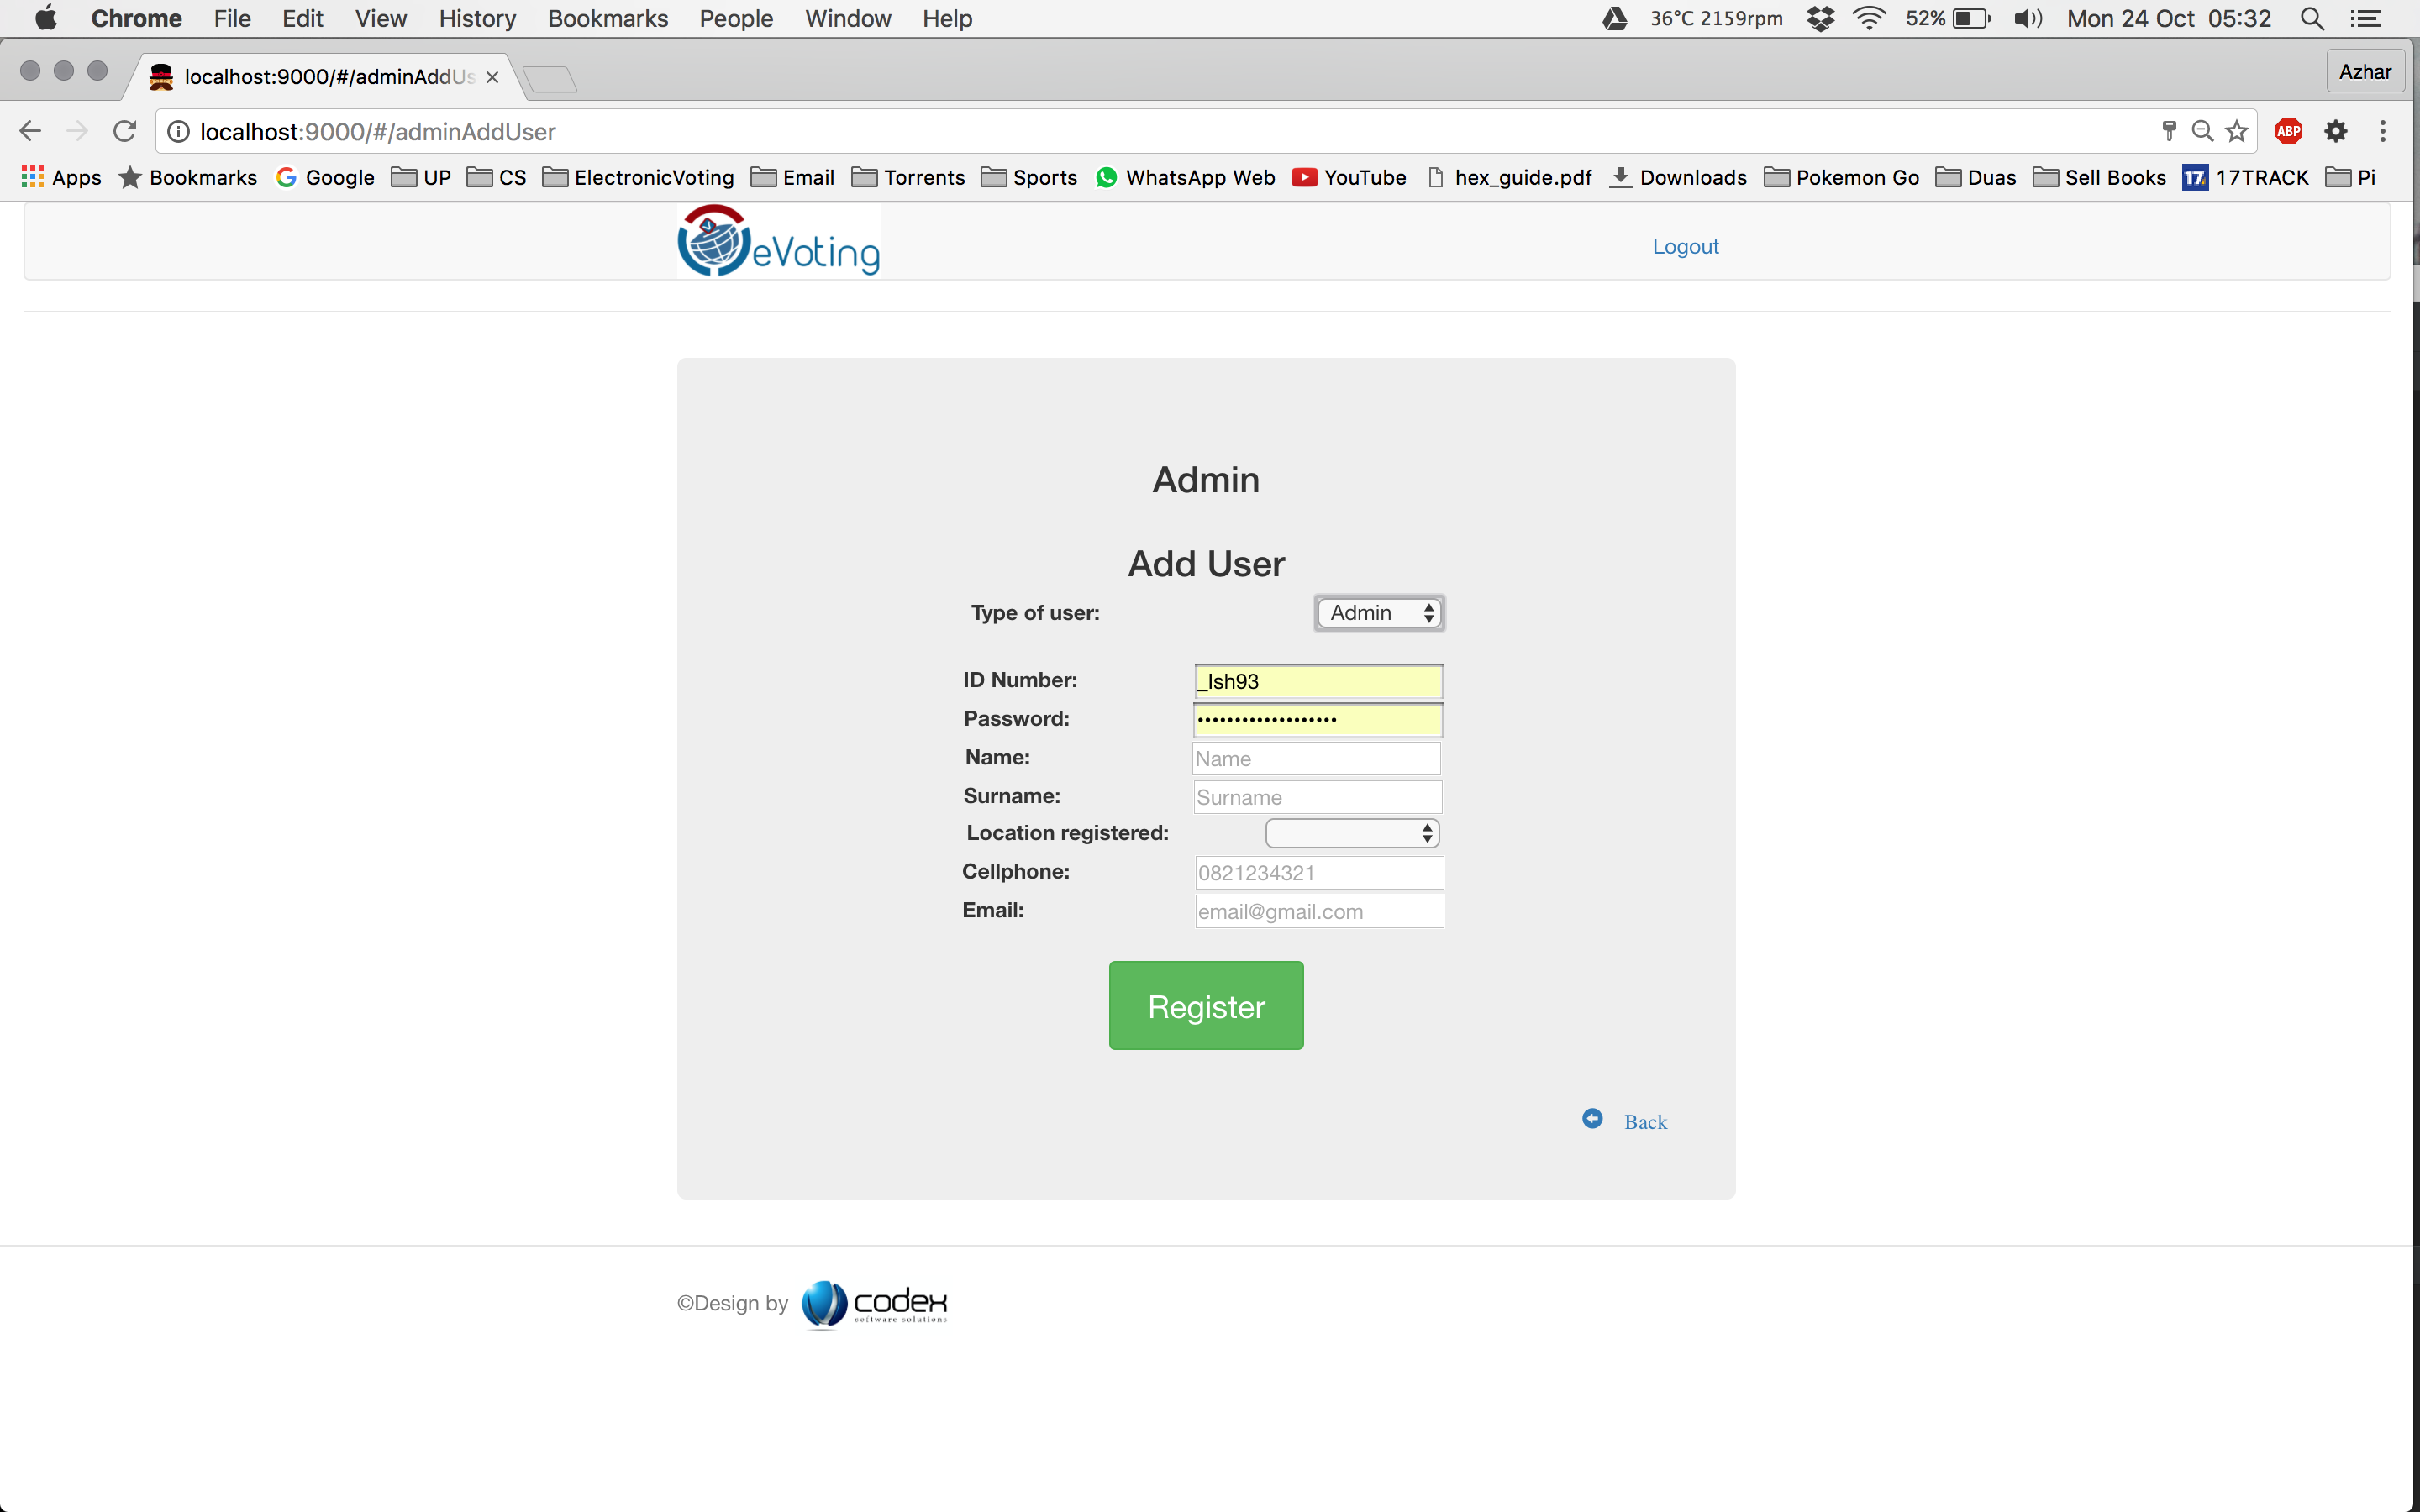 Chrome File Edit View History Bookmarks People Window Help 36°C 2159rpm 52% Mon 24 Oct 05:32
localhost:9000/#/adminAddUs Azhar
localhost:9000/#/adminAddUser ABP
Apps Bookmarks Google UP CS ElectronicVoting Email Torrents Sports WhatsApp Web YouTube hex_guide.pdf Downloads Pokemon Go Duas Sell Books 17 17TRACK Pi
eVoting Logout
Admin
Add User
Type of user: Admin
ID Number: _Ish93
Password: •••••••••••••••••••
Name: Name
Surname: Surname
Location registered:
Cellphone: 0821234321
Email: email@gmail.com
Register
Back
©Design by codex
software solutions